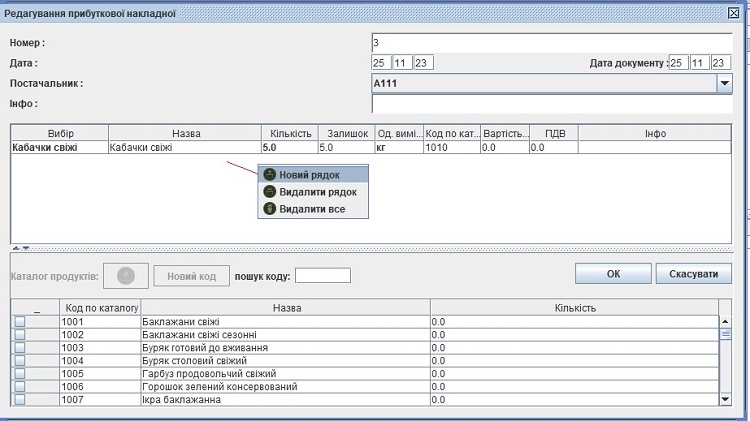 Редагування прибуткової накладної
Номер : 3
Дата : 25 11 23 Дата документу : 25 11 23
Постачальник : А111
Інфо :
Вибір Назва Кількість Залишок Од. вимі... Код по кат... Вартість... ПДВ Інфо
Кабачки свіжі Кабачки свіжі 5.0 5.0 кг 1010 0.0 0.0
Новий рядок
Видалити рядок
Видалити все
Каталог продуктів: Новий код пошук коду: ОК Скасувати
_ Код по каталогу Назва Кількість
1001 Баклажани свіжі 0.0
1002 Баклажани свіжі сезонні 0.0
1003 Буряк готовий до вживання 0.0
1004 Буряк столовий свіжий 0.0
1005 Гарбуз продовольчий свіжий 0.0
1006 Горошок зелений консервований 0.0
1007 Ікра баклажанна 0.0